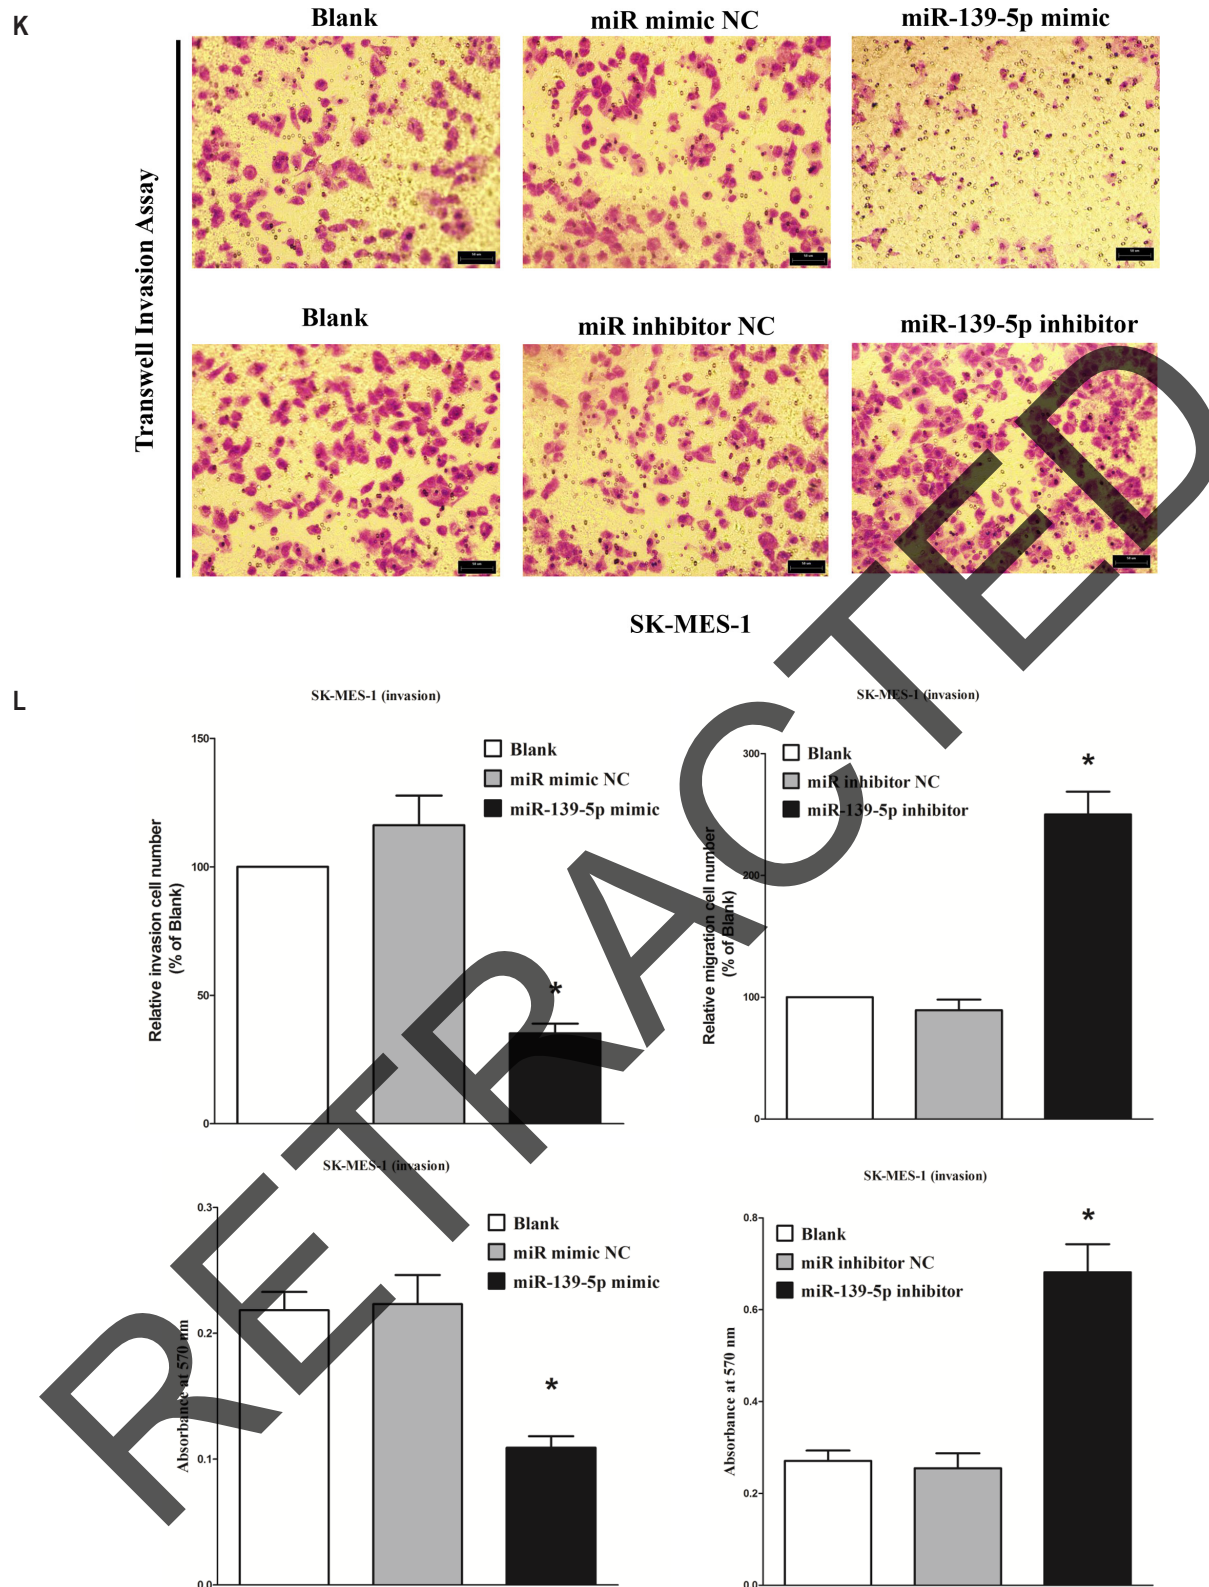 K
Blank
miR mimic NC
miR-139-5p mimic
Transwell Invasion Assay
Blank
miR inhibitor NC
miR-139-5p inhibitor
SK-MES-1
L
SK-MES-1 (invasion)
150
100
50
0
Relative invasion cell number
(% of Blank)
Blank
miR mimic NC
miR-139-5p mimic
*
SK-MES-1 (invasion)
300
200
100
0
Relative migration cell number
(% of Blank)
Blank
miR inhibitor NC
miR-139-5p inhibitor
*
SK-MES-1 (invasion)
0.3
0.2
0.1
0.0
Absorbance at 570 nm
Blank
miR mimic NC
miR-139-5p mimic
*
SK-MES-1 (invasion)
0.8
0.6
0.4
0.2
0.0
Absorbance at 570 nm
Blank
miR inhibitor NC
miR-139-5p inhibitor
*
RETRACTED